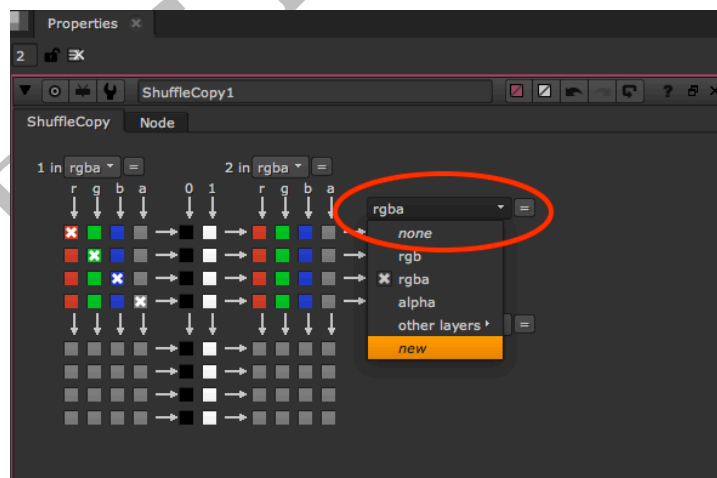 Properties
2
ShuffleCopy1 ?
ShuffleCopy Node
1 in rgba = 2 in rgba =
r g b a 0 1 r g b a
rgba =
none
rgb
rgba
alpha
other layers =
new